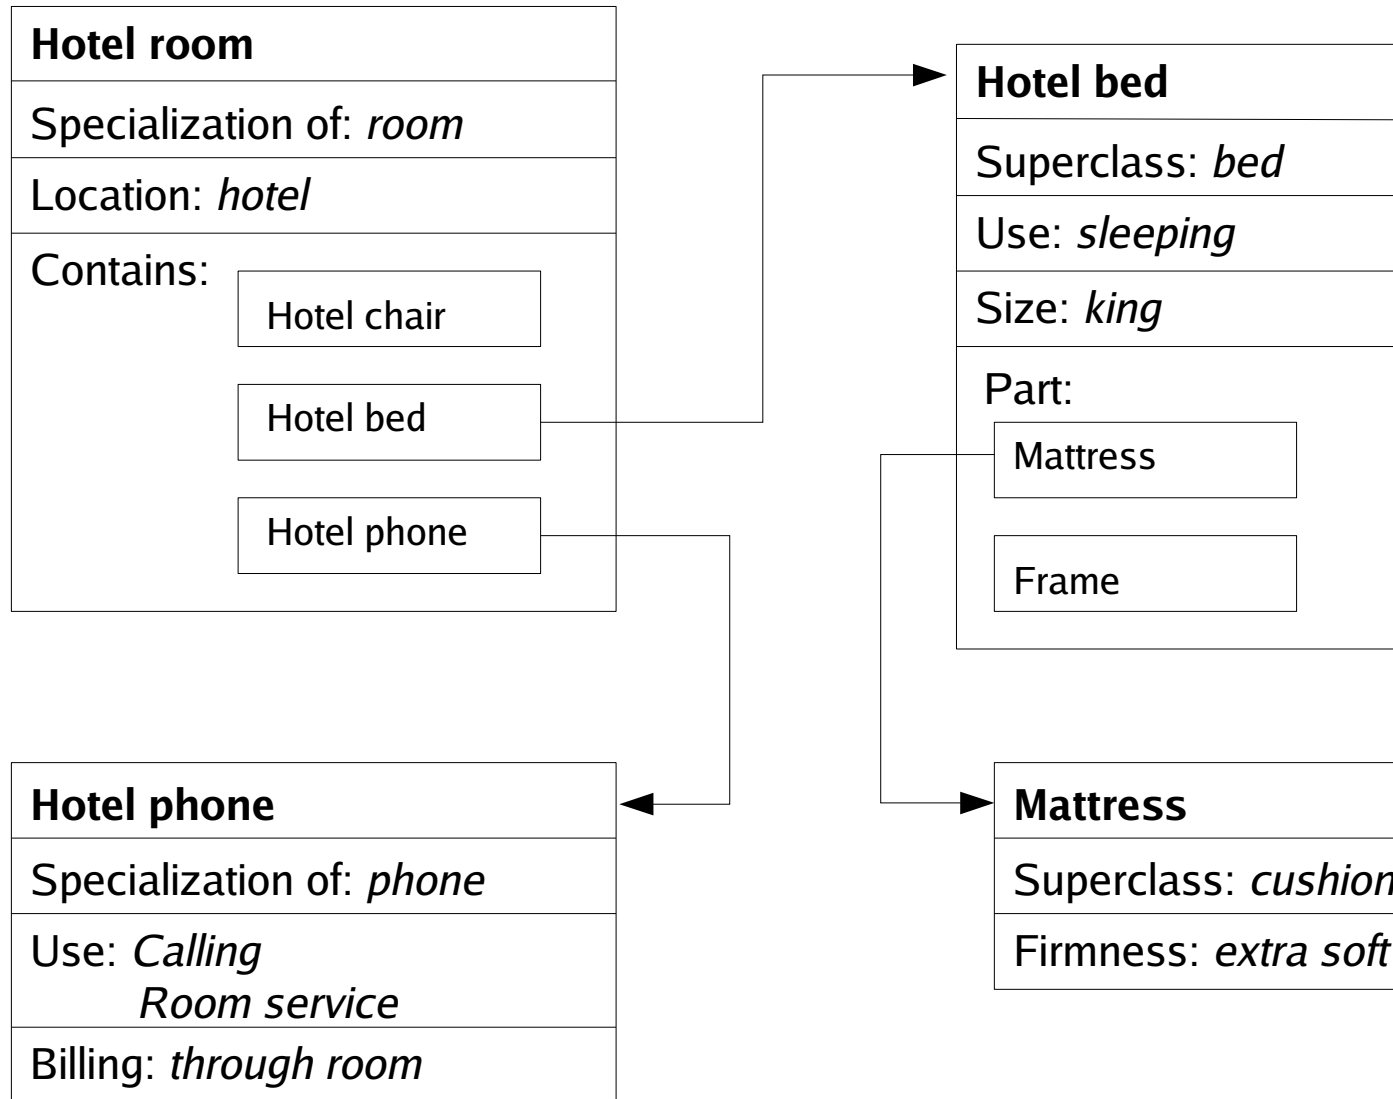 Hotel room
Specialization of: room
Location: hotel
Contains:
Hotel chair
Hotel bed
Hotel phone
Hotel bed
Superclass: bed
Use: sleeping
Size: king
Part:
Mattress
Frame
Hotel phone
Specialization of: phone
Use: Calling
Room service
Billing: through room
Mattress
Superclass: cushion
Firmness: extra soft